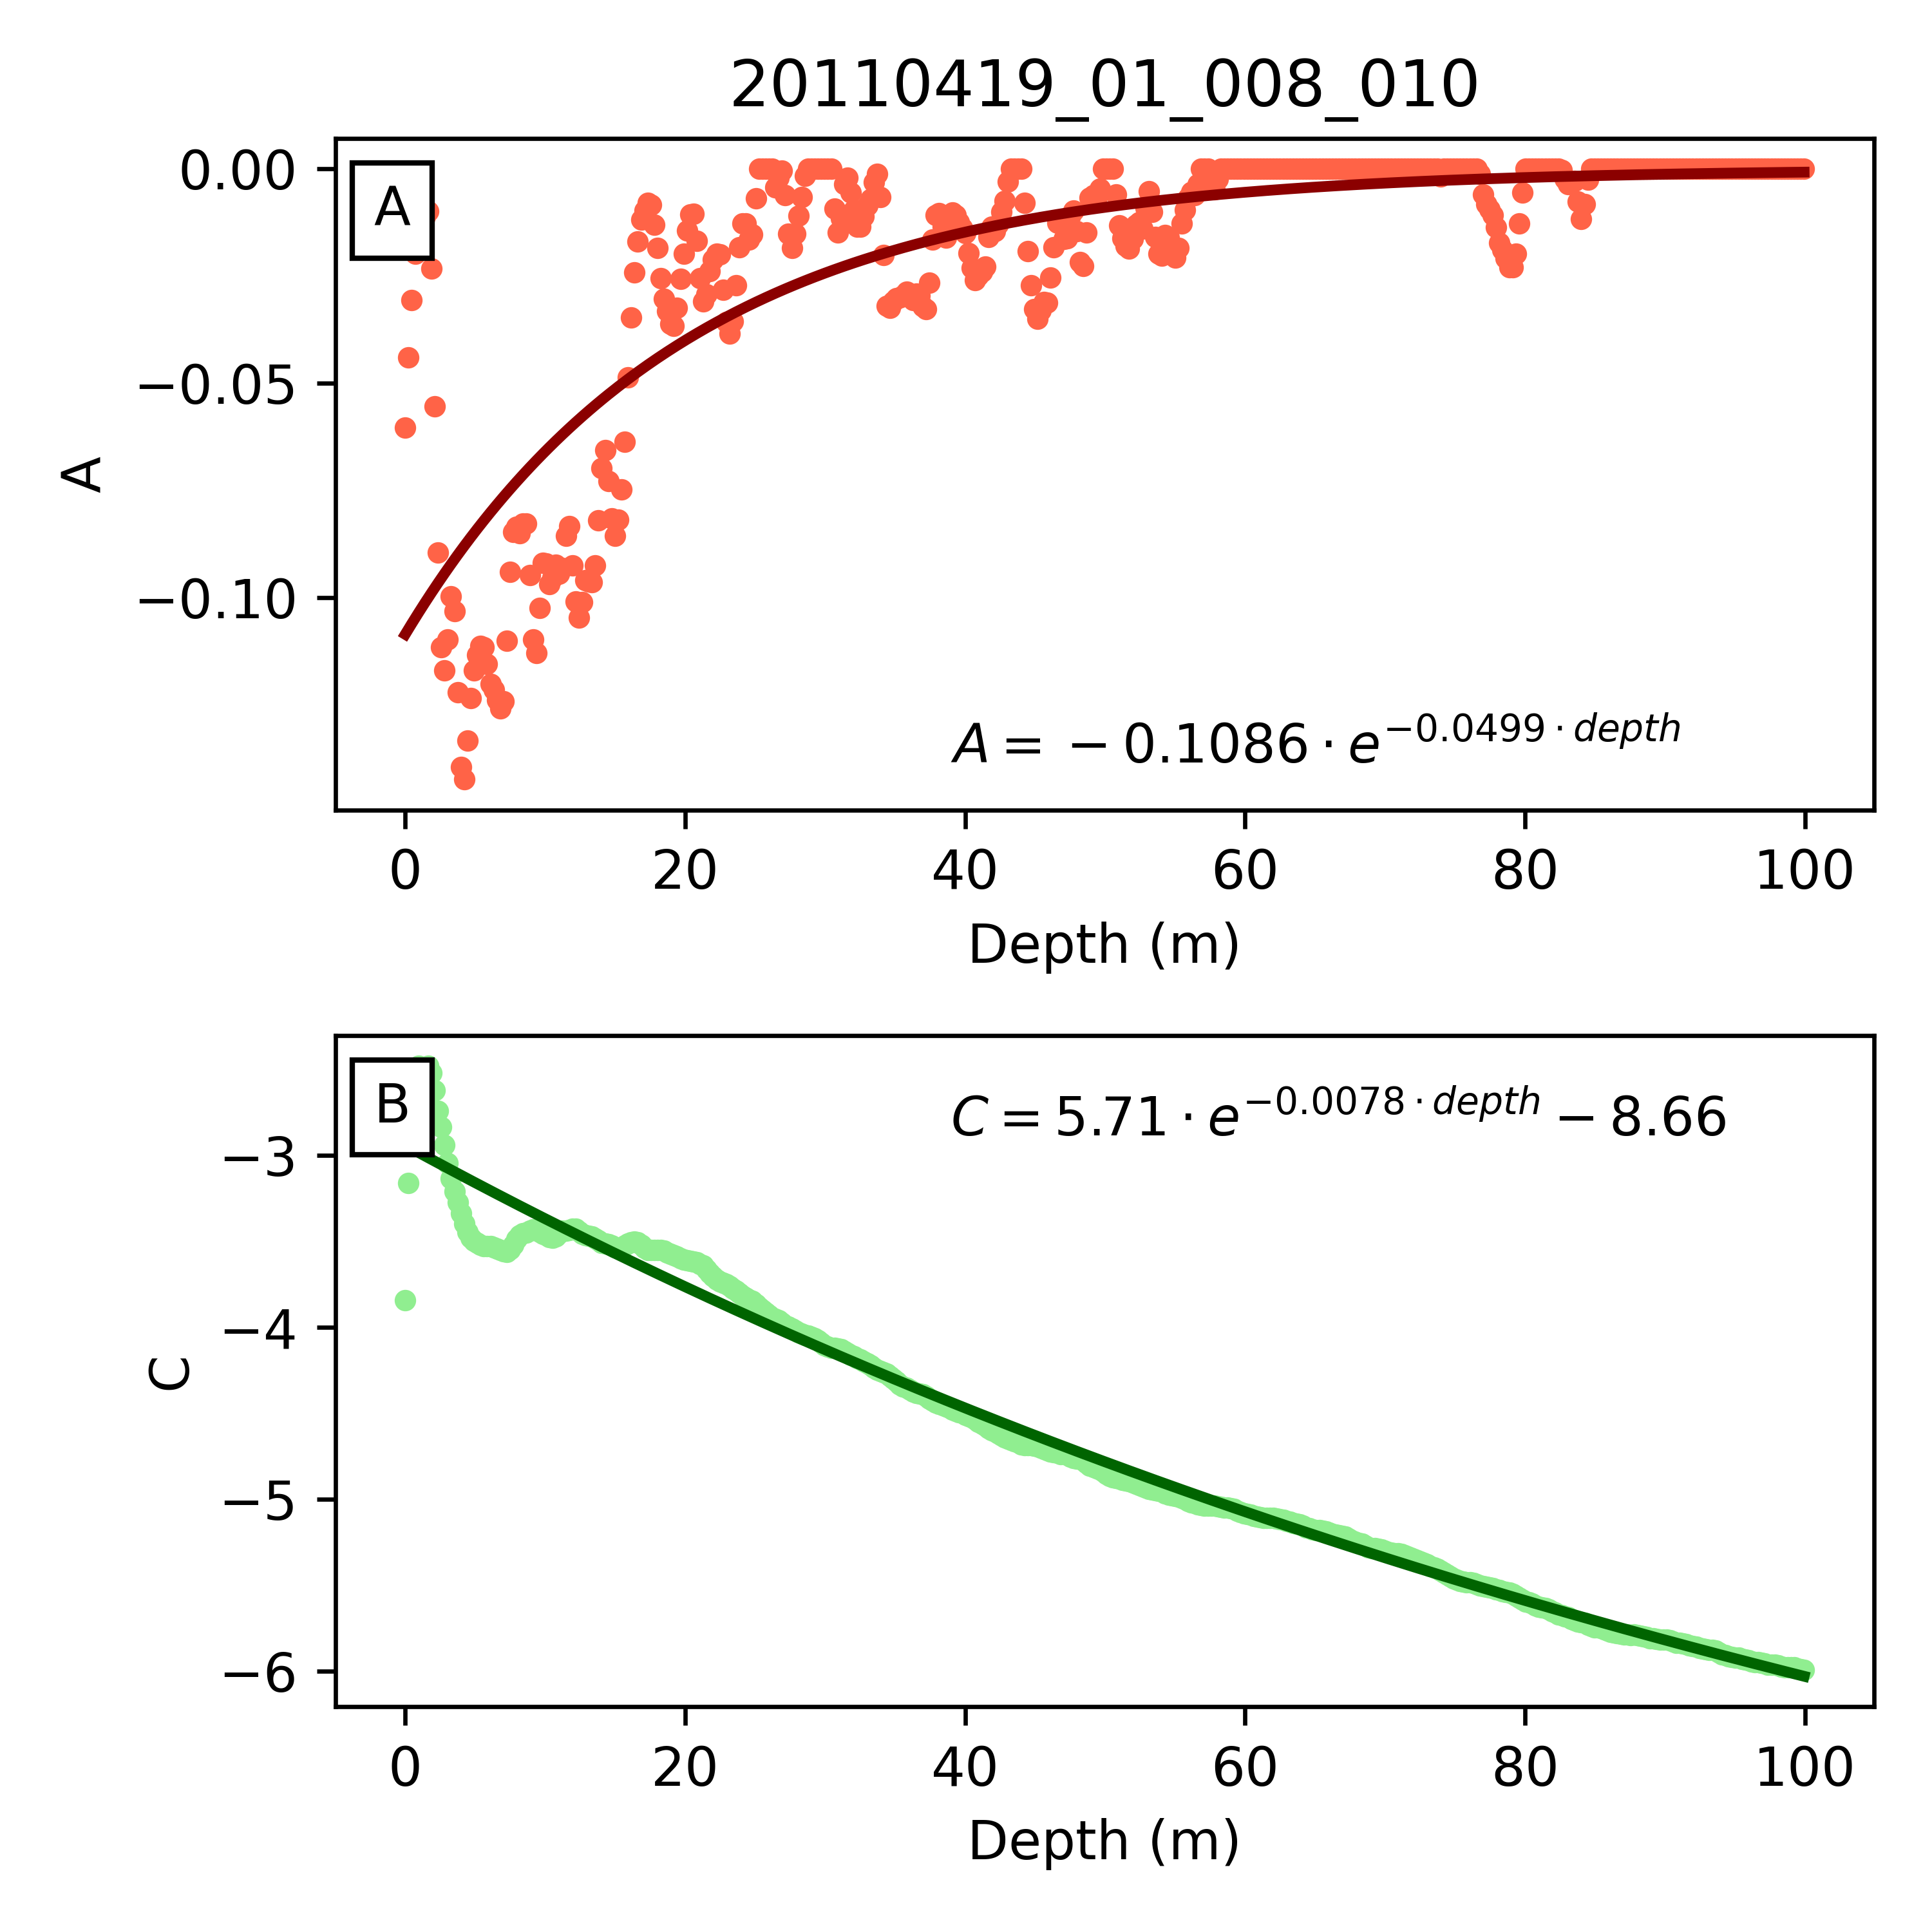 20110419_01_008_010
A
0.00
−0.05
−0.10
A
A = −0.1086 · e^{−0.0499 · depth}
0 20 40 60 80 100
Depth (m)
B
C = 5.71 · e^{−0.0078 · depth} − 8.66
−3
−4
−5
−6
C
0 20 40 60 80 100
Depth (m)